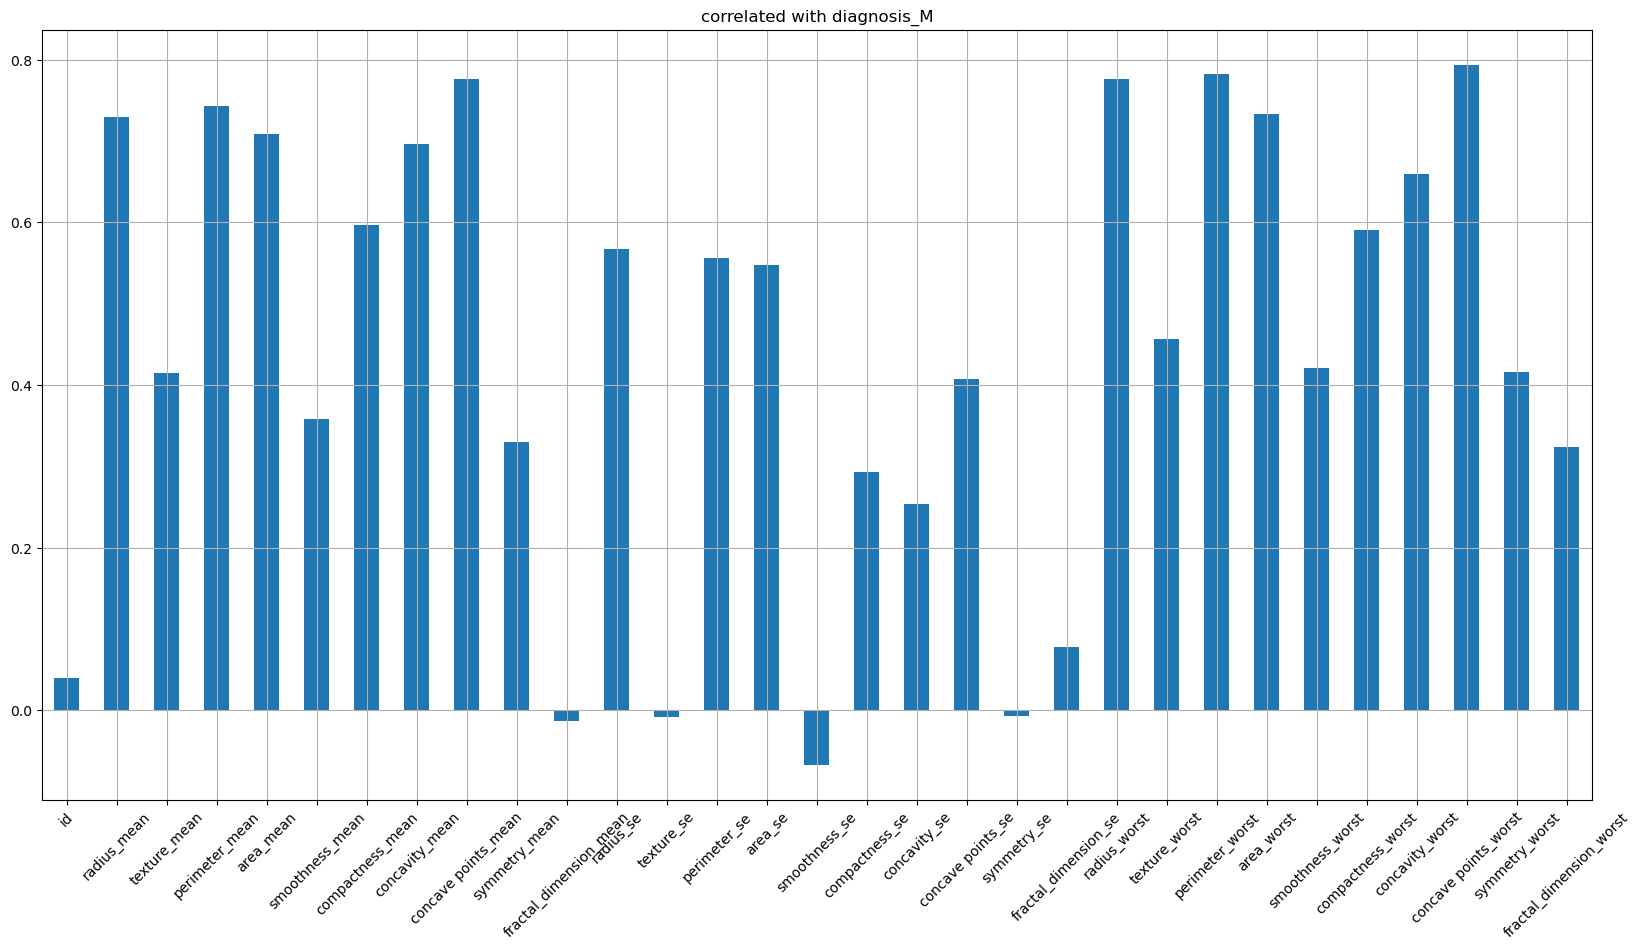 correlated with diagnosis_M
0.8
0.6
0.4
0.2
0.0
id
radius_mean
texture_mean
perimeter_mean
area_mean
smoothness_mean
compactness_mean
concavity_mean
concave points_mean
symmetry_mean
fractal_dimension_mean
radius_se
texture_se
perimeter_se
area_se
smoothness_se
compactness_se
concavity_se
concave points_se
symmetry_se
fractal_dimension_se
radius_worst
texture_worst
perimeter_worst
area_worst
smoothness_worst
compactness_worst
concavity_worst
concave points_worst
symmetry_worst
fractal_dimension_worst